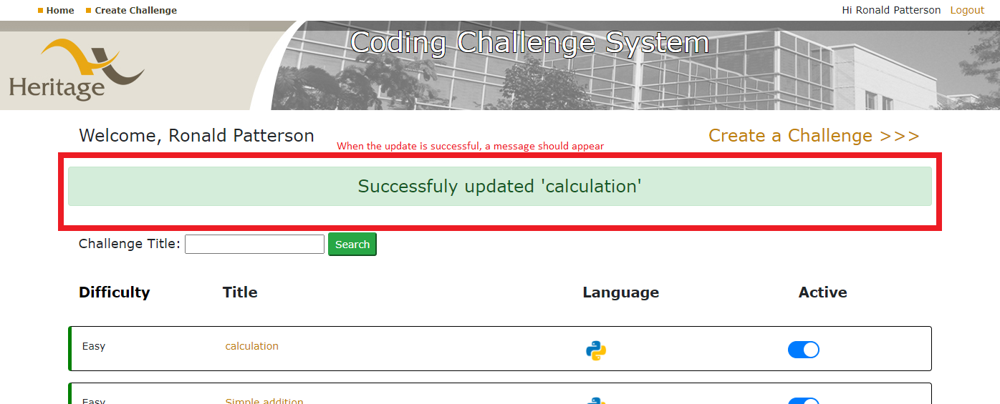 Home Create Challenge Hi Ronald Patterson Logout
Coding Challenge System
Heritage
Welcome, Ronald Patterson Create a Challenge >>>
When the update is successful, a message should appear
Successfuly updated 'calculation'
Challenge Title: Search
Difficulty Title Language Active
Easy calculation
Easy Simple addition